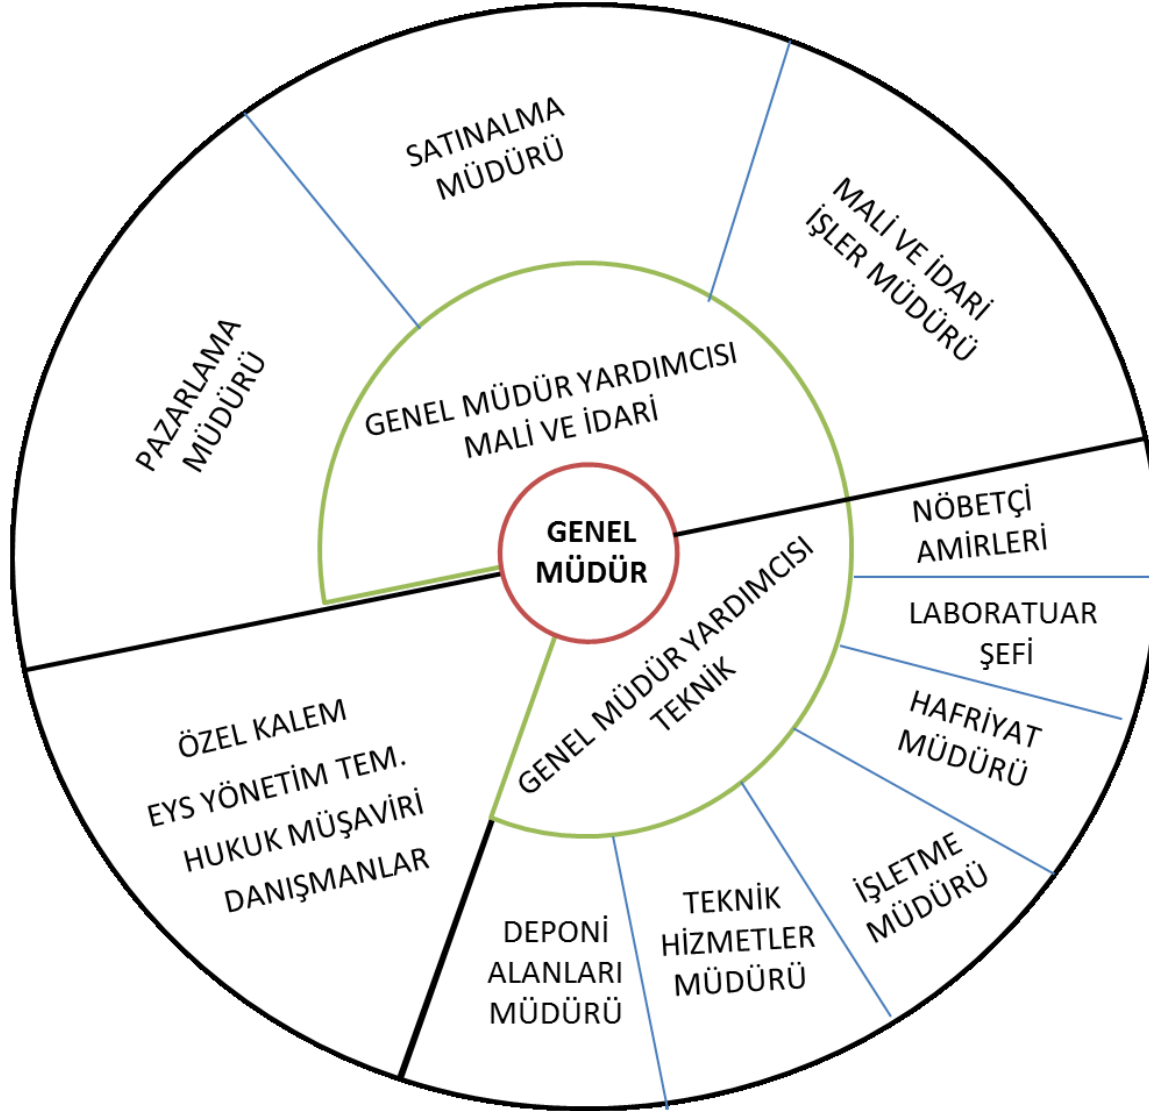 SATINALMA
MÜDÜRÜ
MALİ VE İDARİ
İŞLER MÜDÜRÜ
PAZARLAMA
MÜDÜRÜ
GENEL MÜDÜR YARDIMCISI
MALİ VE İDARİ
GENEL
MÜDÜR
NÖBETÇİ
AMİRLERİ
LABORATUAR
ŞEFİ
GENEL MÜDÜR YARDIMCISI
TEKNİK
HAFRİYAT
MÜDÜRÜ
ÖZEL KALEM
EYS YÖNETİM TEM.
HUKUK MÜŞAVİRİ
DANIŞMANLAR
İŞLETME
MÜDÜRÜ
TEKNİK
HİZMETLER
MÜDÜRÜ
DEPONİ
ALANLARI
MÜDÜRÜ